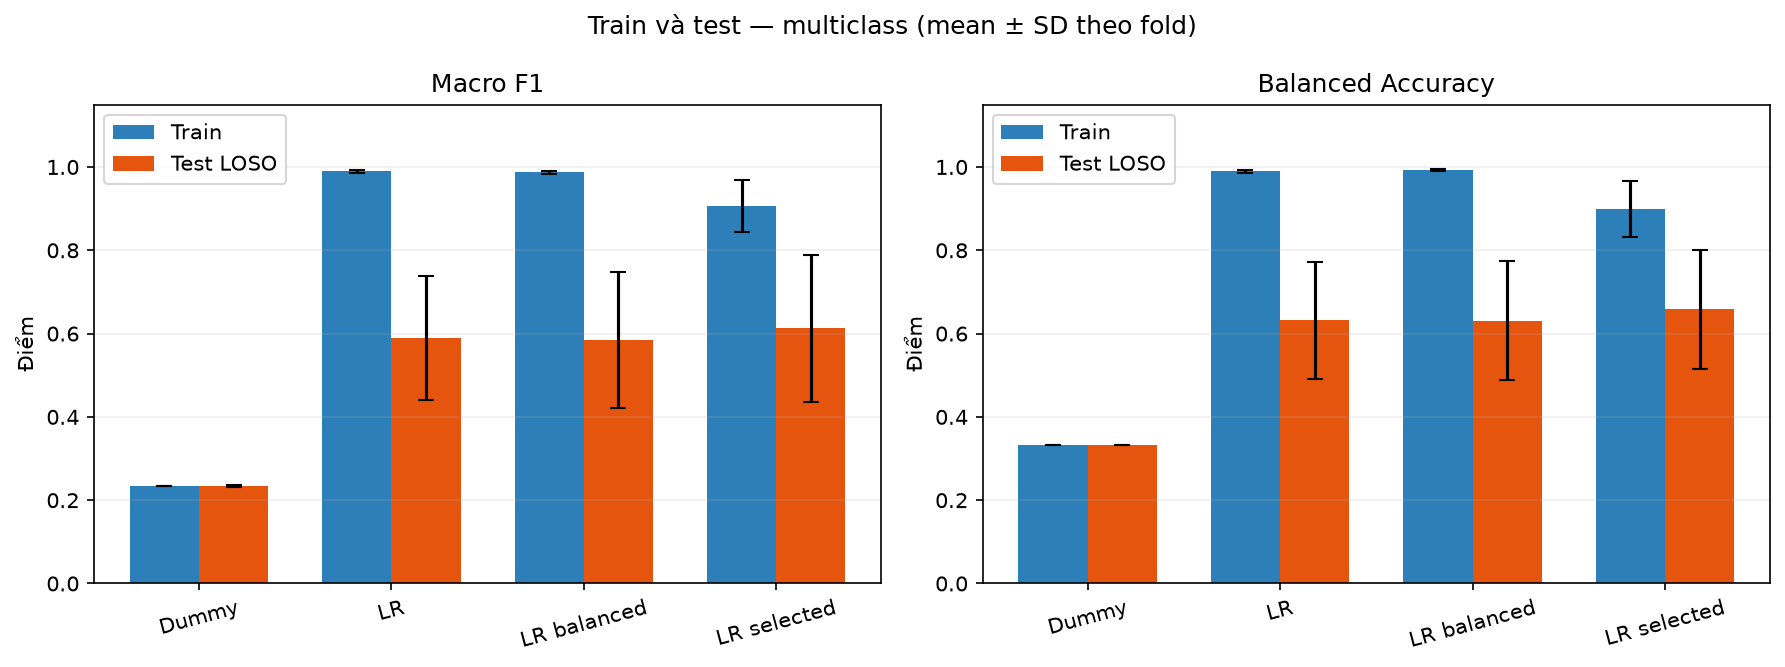 Train và test — multiclass (mean ± SD theo fold)
Macro F1
Train
Test LOSO
Điểm
1.0
0.8
0.6
0.4
0.2
0.0
Dummy
LR
LR balanced
LR selected
Balanced Accuracy
Train
Test LOSO
Điểm
1.0
0.8
0.6
0.4
0.2
0.0
Dummy
LR
LR balanced
LR selected